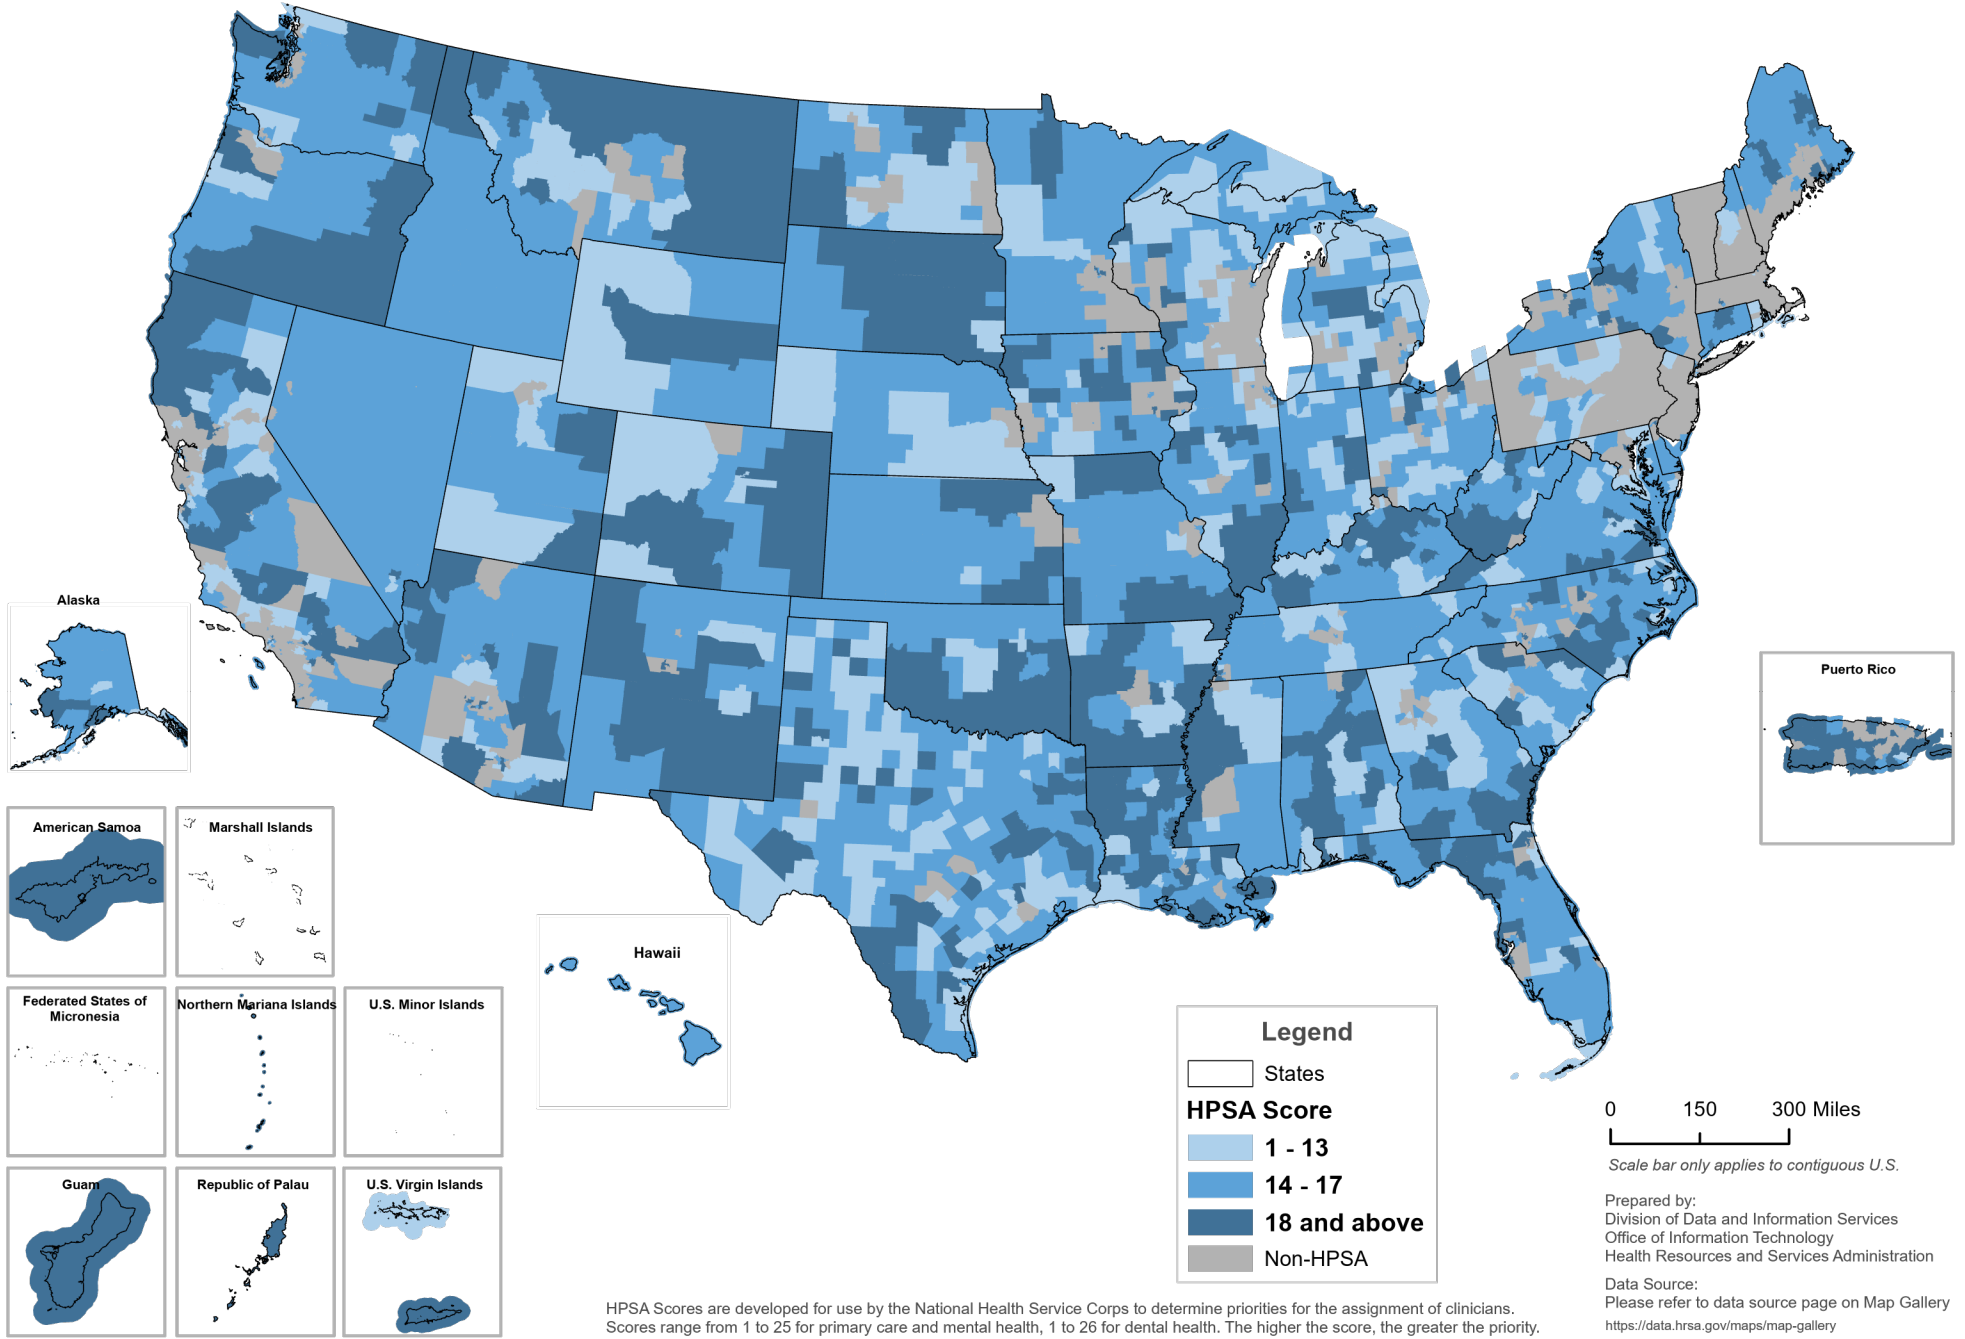 Alaska
Puerto Rico
American Samoa
Marshall Islands
Hawaii
Federated States of
Micronesia
Northern Mariana Islands
U.S. Minor Islands
Guam
Republic of Palau
U.S. Virgin Islands
Legend
States
HPSA Score
1 - 13
14 - 17
18 and above
Non-HPSA
0 150 300 Miles
Scale bar only applies to contiguous U.S.
Prepared by:
Division of Data and Information Services
Office of Information Technology
Health Resources and Services Administration
Data Source:
Please refer to data source page on Map Gallery
https://data.hrsa.gov/maps/map-gallery
HPSA Scores are developed for use by the National Health Service Corps to determine priorities for the assignment of clinicians.
Scores range from 1 to 25 for primary care and mental health, 1 to 26 for dental health. The higher the score, the greater the priority.